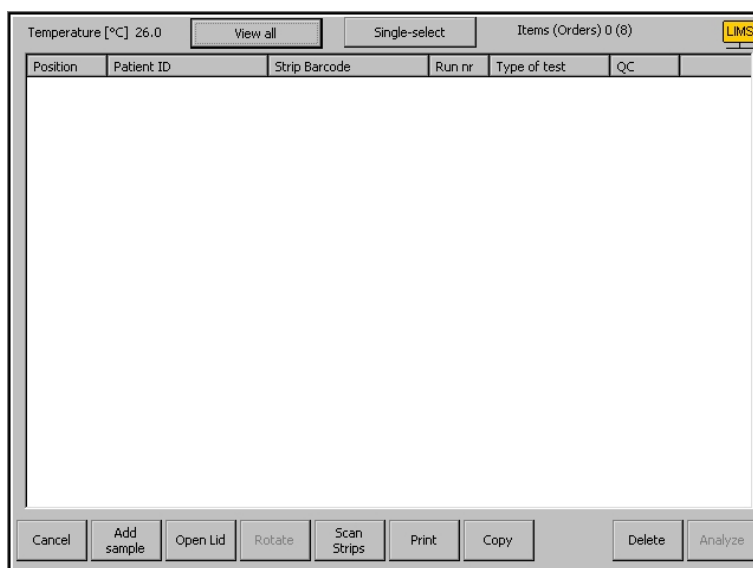 Temperature [°C] 26.0 View all Single-select Items (Orders) 0 (8) LIMS
Position Patient ID Strip Barcode Run nr Type of test QC
Cancel Add sample Open Lid Rotate Scan Strips Print Copy Delete Analyze